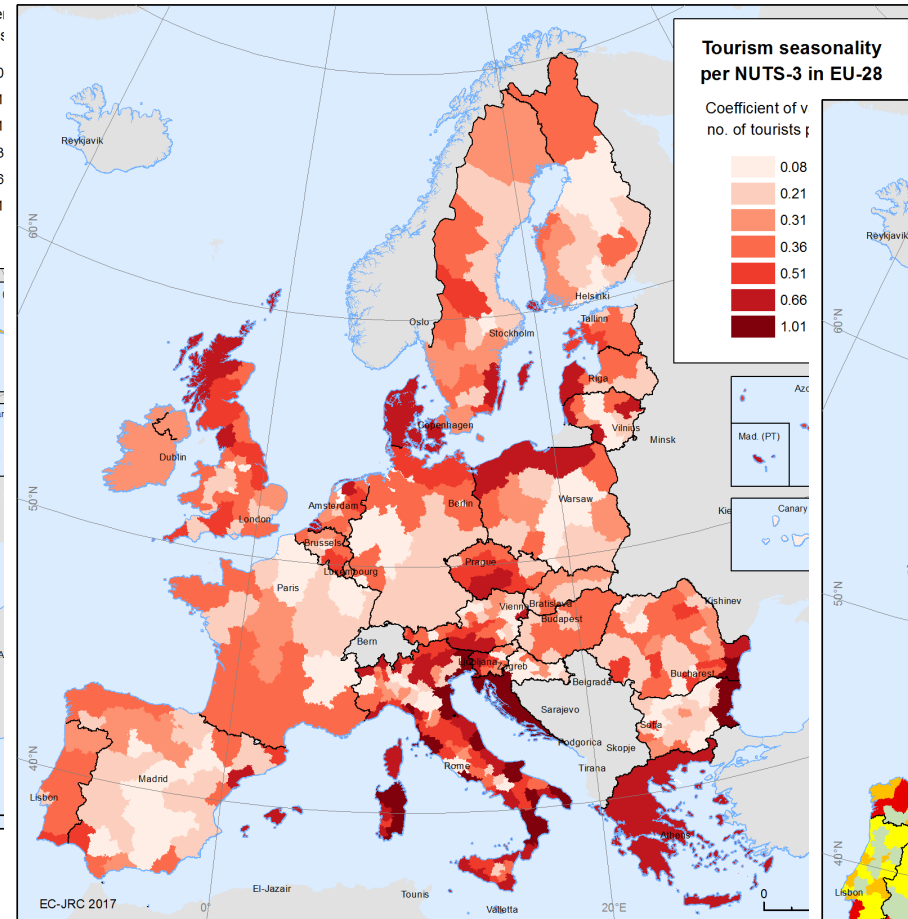 Tourism seasonality
per NUTS-3 in EU-28
Coefficient of v
no. of tourists p
0.08
0.21
0.31
0.36
0.51
0.66
1.01
Reykjavik
60°N
Oslo
Stockholm
Helsinki
Tallinn
Riga
Copenhagen
Vilnius
Minsk
Dublin
50°N
London
Amsterdam
Berlin
Warsaw
Brussels
Luxembourg
Prague
Paris
Vienna
Bratislava
Budapest
Kishinev
Bern
Ljubljana
Zagreb
Belgrade
Bucharest
Sarajevo
Sofia
Podgorica
Skopje
Tirana
Rome
Madrid
40°N
Lisbon
Athens
El-Jazair
Tounis
Valletta
EC-JRC 2017
0°
20°E
0
Azo
Mad. (PT)
Kie
Canary
Reykjavik
60°N
50°N
40°N
Lisbon